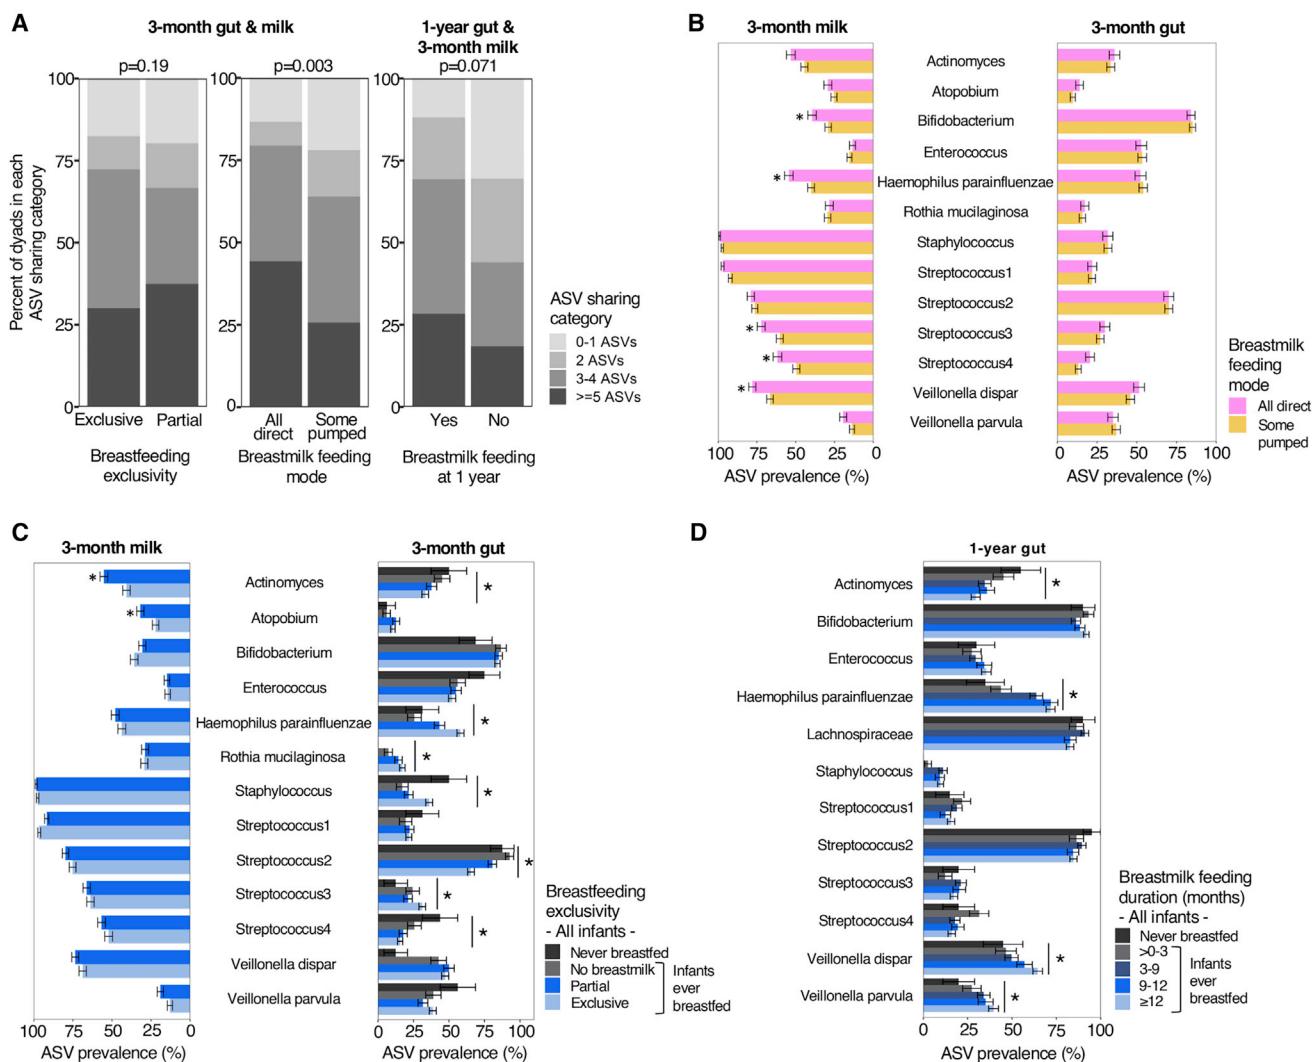 A
3-month gut & milk
1-year gut &
3-month milk
p=0.19
p=0.003
p=0.071
Percent of dyads in each
ASV sharing category
100
75
50
25
0
100
75
50
25
0
100
75
50
25
0
Exclusive
Partial
All
direct
Some
pumped
Yes
No
Breastfeeding
exclusivity
Breastmilk feeding
mode
Breastmilk feeding
at 1 year
ASV sharing
category
0-1 ASVs
2 ASVs
3-4 ASVs
>=5 ASVs
B
3-month milk
3-month gut
Actinomyces
Atopobium
* Bifidobacterium
Enterococcus
* Haemophilus parainfluenzae
Rothia mucilaginosa
Staphylococcus
Streptococcus1
Streptococcus2
* Streptococcus3
* Streptococcus4
* Veillonella dispar
Veillonella parvula
100 75 50 25 0
ASV prevalence (%)
0 25 50 75 100
ASV prevalence (%)
Breastmilk
feeding
mode
All direct
Some
pumped
C
3-month milk
3-month gut
* Actinomyces *
* Atopobium
Bifidobacterium
Enterococcus
Haemophilus parainfluenzae *
Rothia mucilaginosa *
Staphylococcus *
Streptococcus1
Streptococcus2 *
Streptococcus3 *
Streptococcus4 *
Veillonella dispar
Veillonella parvula
100 75 50 25 0
ASV prevalence (%)
0 25 50 75 100
ASV prevalence (%)
Breastfeeding
exclusivity
- All infants -
Never breastfed
No breastmilk
Partial
Exclusive
Infants
ever
breastfed
D
1-year gut
Actinomyces *
Bifidobacterium
Enterococcus
Haemophilus parainfluenzae *
Lachnospiraceae
Staphylococcus
Streptococcus1
Streptococcus2
Streptococcus3
Streptococcus4
Veillonella dispar *
Veillonella parvula *
0 25 50 75 100
ASV prevalence (%)
Breastmilk feeding
duration (months)
- All infants -
Never breastfed
>0-3
3-9
9-12
≥12
Infants
ever
breastfed